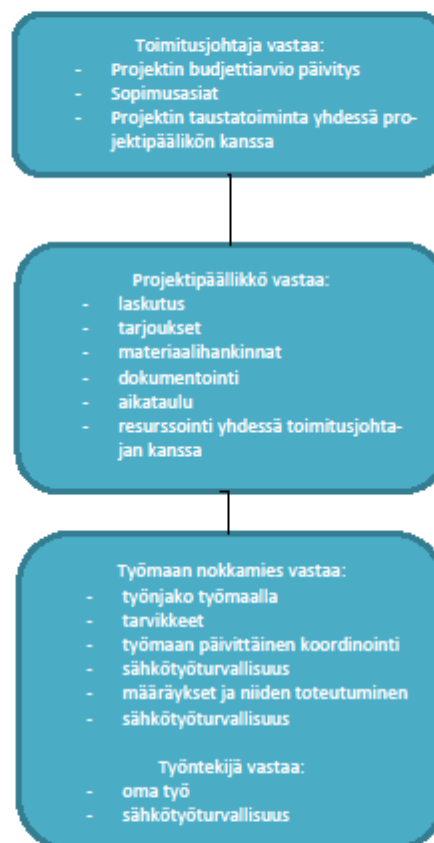 Toimitusjohtaja vastaa:
- Projektin budjettiarvio päivitys
- Sopimusasiat
- Projektin taustatoiminta yhdessä pro-
jektipäälikön kanssa
Projektipäällikkö vastaa:
- laskutus
- tarjoukset
- materiaalihankinnat
- dokumentointi
- aikataulu
- resurssointi yhdessä toimitusjohta-
jan kanssa
Työmaan nokkamies vastaa:
- työnjako työmaalla
- tarvikkeet
- työmaan päivittäinen koordinointi
- sähkötyöturvallisuus
- määräykset ja niiden toteutuminen
- sähkötyöturvallisuus
Työntekijä vastaa:
- oma työ
- sähkötyöturvallisuus